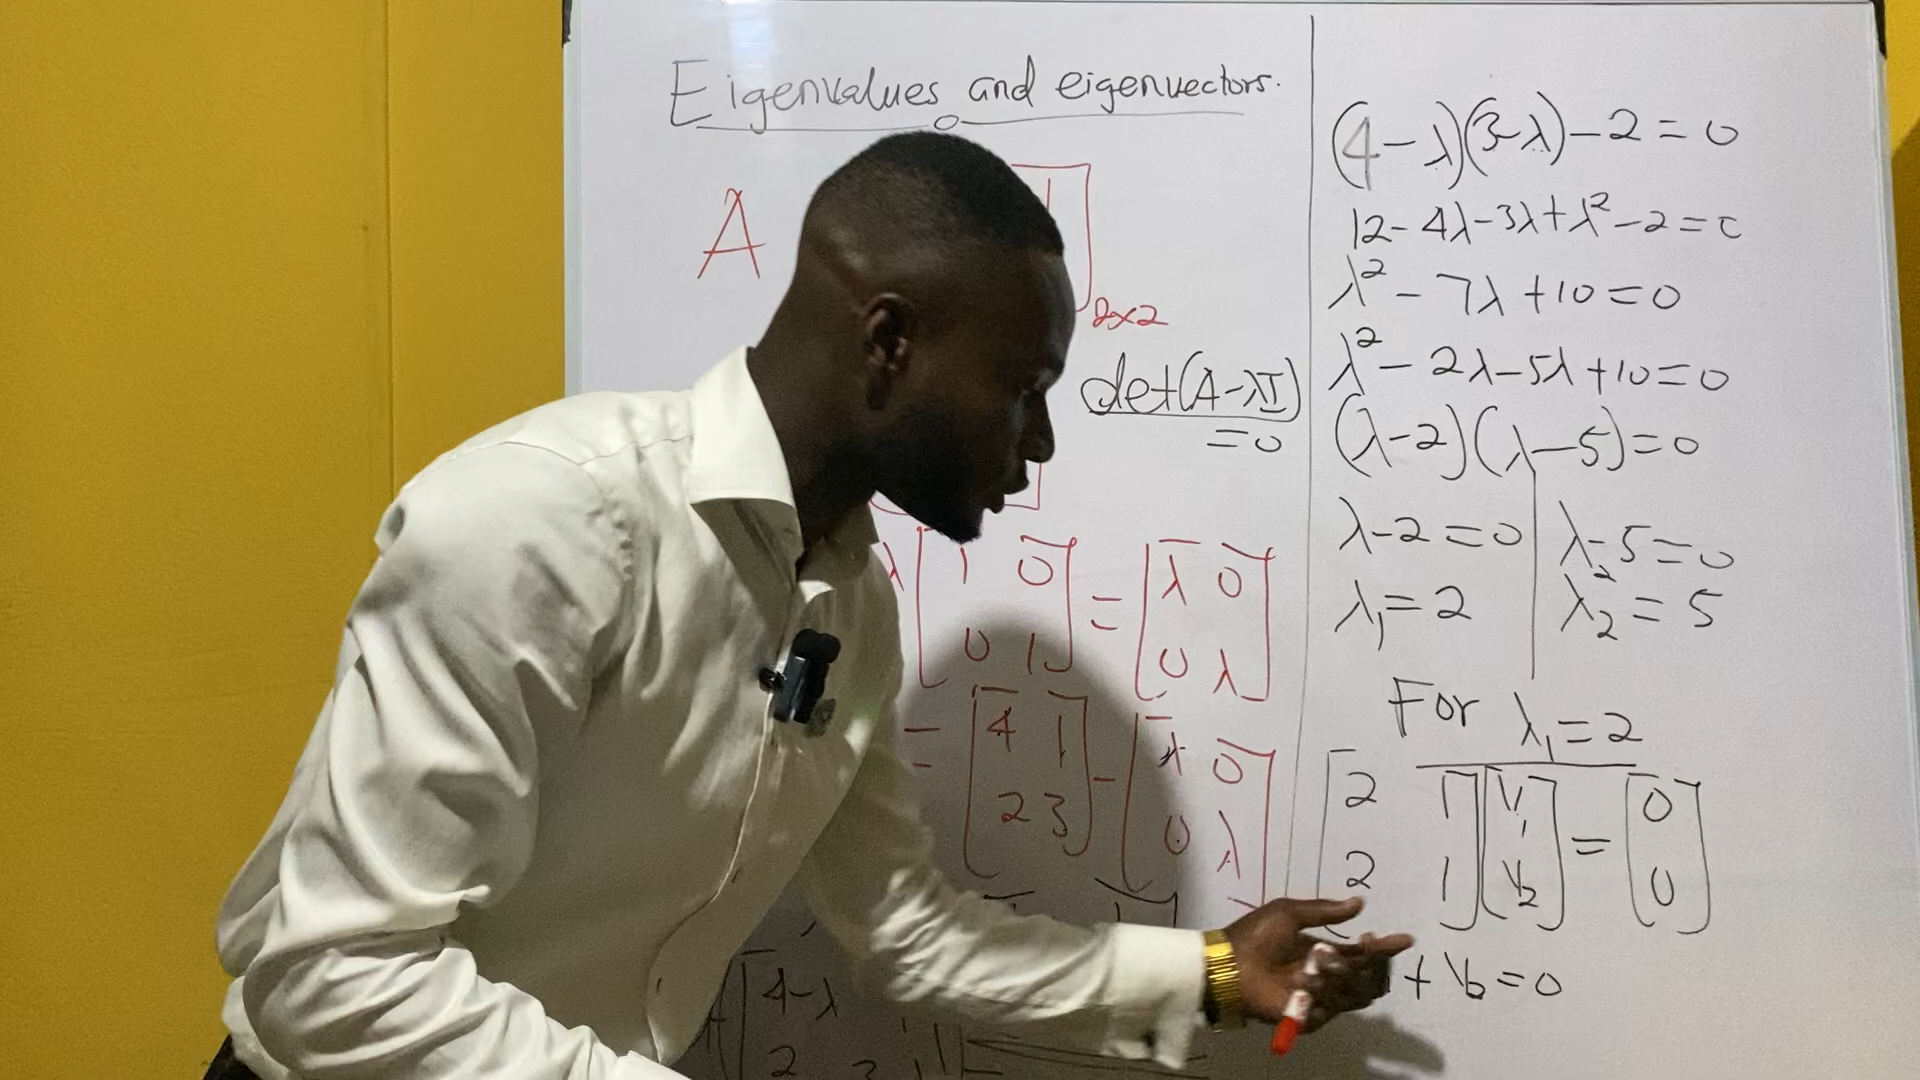 Eigenvalues and eigenvectors.
A
2×2
det(A-λI)
=0
λ [1 0
0 1] = [λ 0
0 λ]
= [4 1
2 3] - [λ 0
0 λ]
4-λ
2
(4-λ)(3-λ)-2=0
12-4λ-3λ+λ²-2=0
λ²-7λ+10=0
λ²-2λ-5λ+10=0
(λ-2)(λ-5)=0
λ-2=0
λ₁=2
λ-5=0
λ₂=5
For λ₁=2
[2 1
2 1] [V₁
V₂] = [0
0]
+ V₂=0